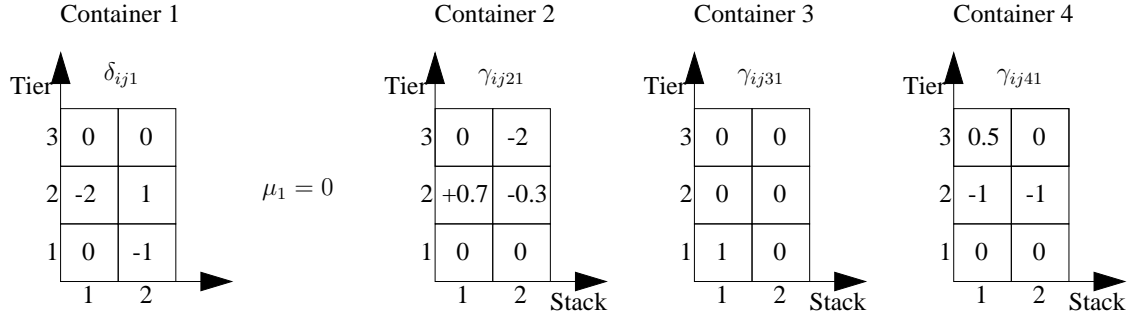 Container 1 Container 2 Container 3 Container 4
Tier δij1 Tier γij21 Tier γij31 Tier γij41
3 0 0 3 0 -2 3 0 0 3 0.5 0
2 -2 1 μ1 = 0 2 +0.7 -0.3 2 0 0 2 -1 -1
1 0 -1 1 0 0 1 1 0 1 0 0
1 2 1 2 Stack 1 2 Stack 1 2 Stack